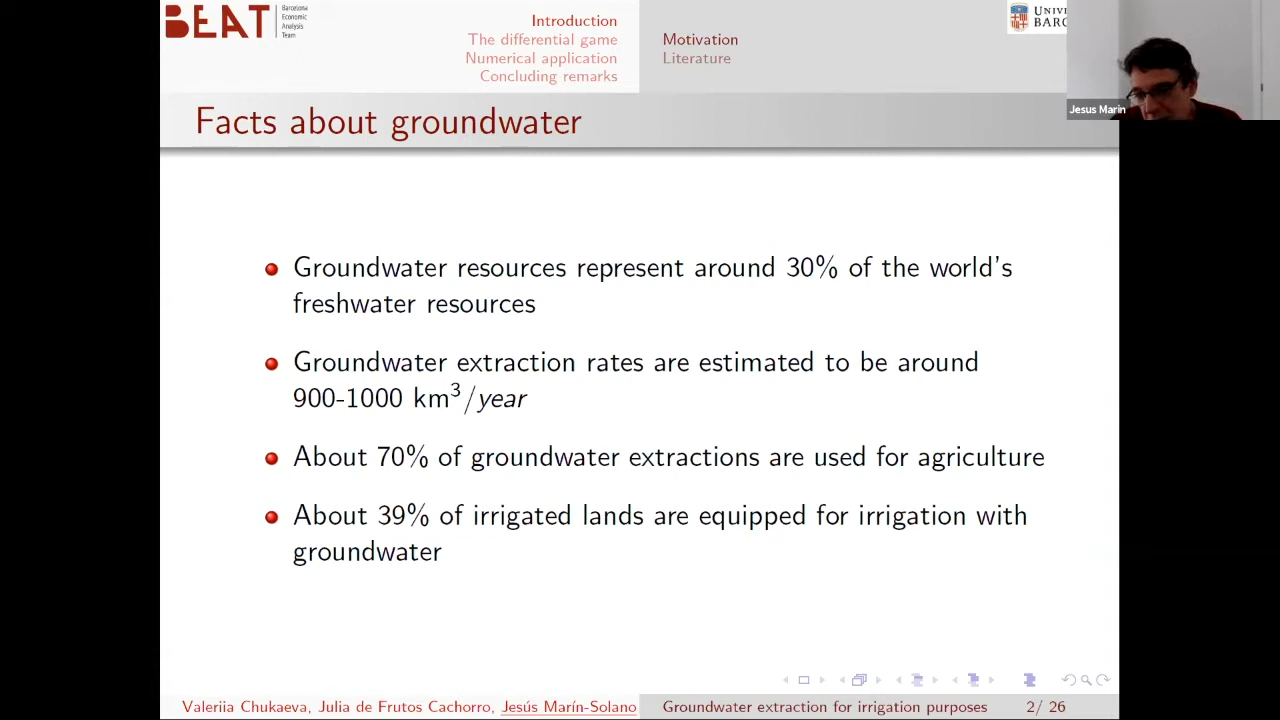 BEAT
Barcelona
Economic
Analysis
Team
Introduction
The differential game
Numerical application
Concluding remarks
Motivation
Literature
Jesus Marin
Facts about groundwater
Groundwater resources represent around 30% of the world's
freshwater resources
Groundwater extraction rates are estimated to be around
900-1000 km³/year
About 70% of groundwater extractions are used for agriculture
About 39% of irrigated lands are equipped for irrigation with
groundwater
Valeriia Chukaeva, Julia de Frutos Cachorro, Jesús Marín-Solano
Groundwater extraction for irrigation purposes
2/ 26